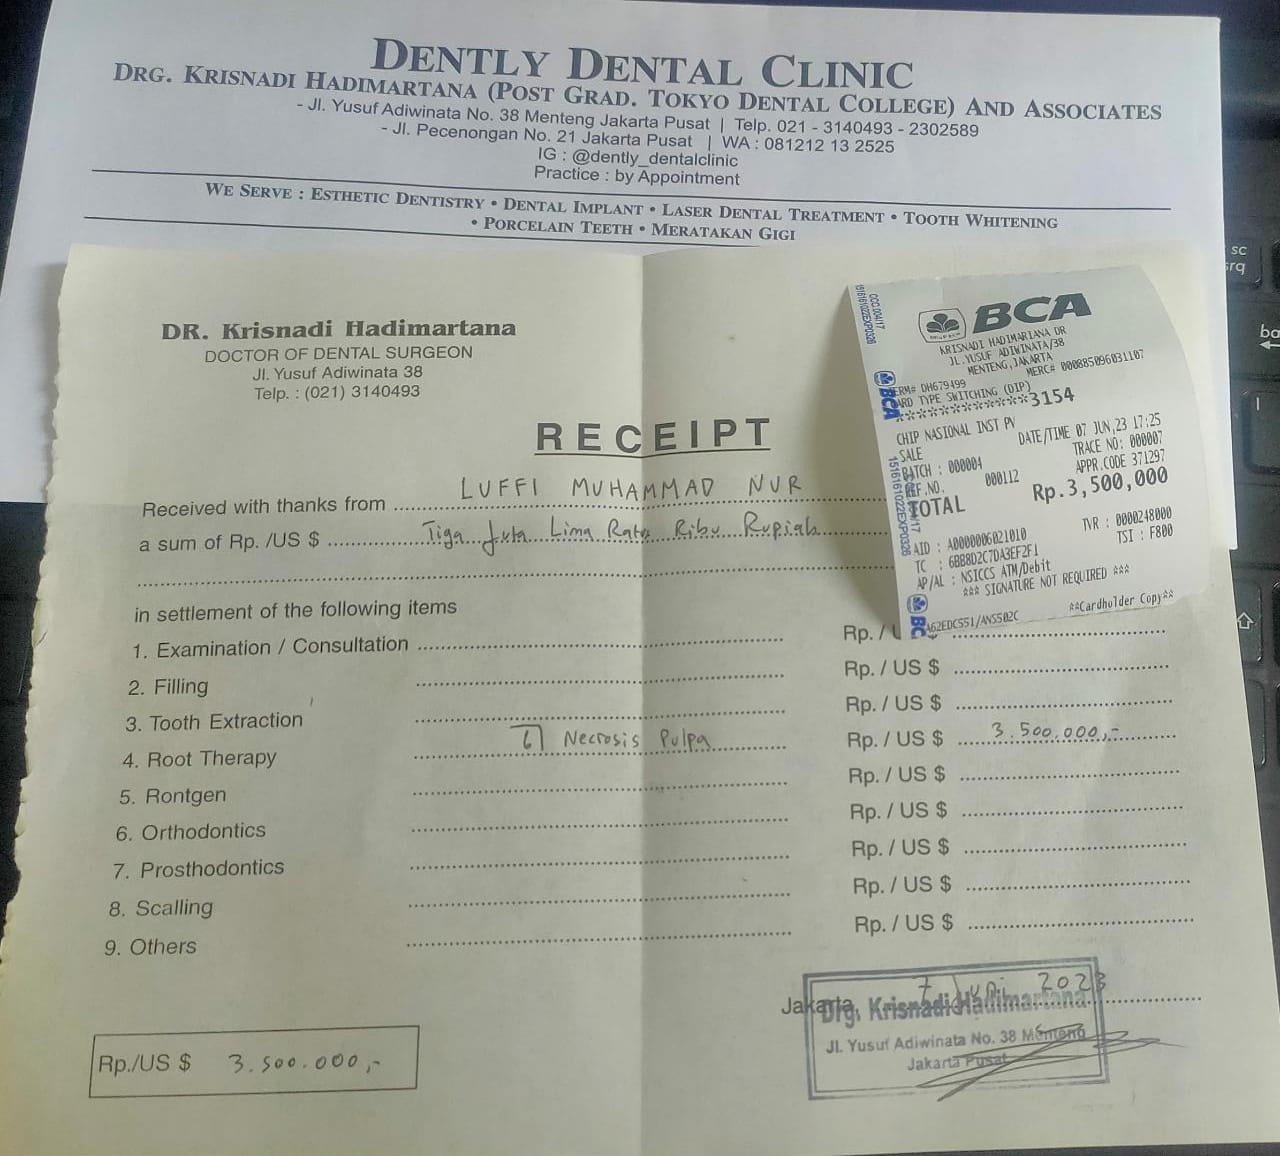 DENTLY DENTAL CLINIC
DRG. KRISNADI HADIMARTANA (POST GRAD. TOKYO DENTAL COLLEGE) AND ASSOCIATES
- Jl. Yusuf Adiwinata No. 38 Menteng Jakarta Pusat | Telp. 021 - 3140493 - 2302589
- Jl. Pecenongan No. 21 Jakarta Pusat | WA : 081212 13 2525
IG : @dently_dentalclinic
Practice : by Appointment
WE SERVE : ESTHETIC DENTISTRY • DENTAL IMPLANT • LASER DENTAL TREATMENT • TOOTH WHITENING
• PORCELAIN TEETH • MERATAKAN GIGI
DR. Krisnadi Hadimartana
DOCTOR OF DENTAL SURGEON
Jl. Yusuf Adiwinata 38
Telp. : (021) 3140493
RECEIPT
Received with thanks from LUFFI MUHAMMAD NUR
a sum of Rp. /US $ Tiga Juta Lima Ratus Ribu Rupiah
in settlement of the following items
1. Examination / Consultation Rp. / U
2. Filling Rp. / US $
3. Tooth Extraction Rp. / US $
4. Root Therapy 6 Necrosis Pulpa Rp. / US $ 3.500.000,-
5. Rontgen Rp. / US $
6. Orthodontics Rp. / US $
7. Prosthodontics Rp. / US $
8. Scalling Rp. / US $
9. Others Rp. / US $
Jakarta, 7 Juni 2023
Drg. Krisnadi Hadimartana
Jl. Yusuf Adiwinata No. 38 Menteng
Jakarta Pusat
Rp./US $ 3.500.000,-
BCA
KRISNADI HADIMARIANA DR
JL.YUSUF ADIWINATA/38
MENTENG,JAKARTA
ERM# DH679499 MERC# 000885096031107
ARD TYPE SWITCHING (DIP)
************3154
CHIP NASIONAL INST PV
SALE DATE/TIME 07 JUN,23 17:25
BATCH : 000004 TRACE NO: 000007
EF.NO. 000112 APPR.CODE 371297
TOTAL Rp.3,500,000
AID : A0000006021010 TVR : 0000248000
TC : 6BB8D2C7DA3EF2F1 TSI : F800
AP/AL : NSICCS ATM/Debit
*** SIGNATURE NOT REQUIRED ***
A62EDC551/ANS502C **Cardholder Copy**
BCA
sc
srq